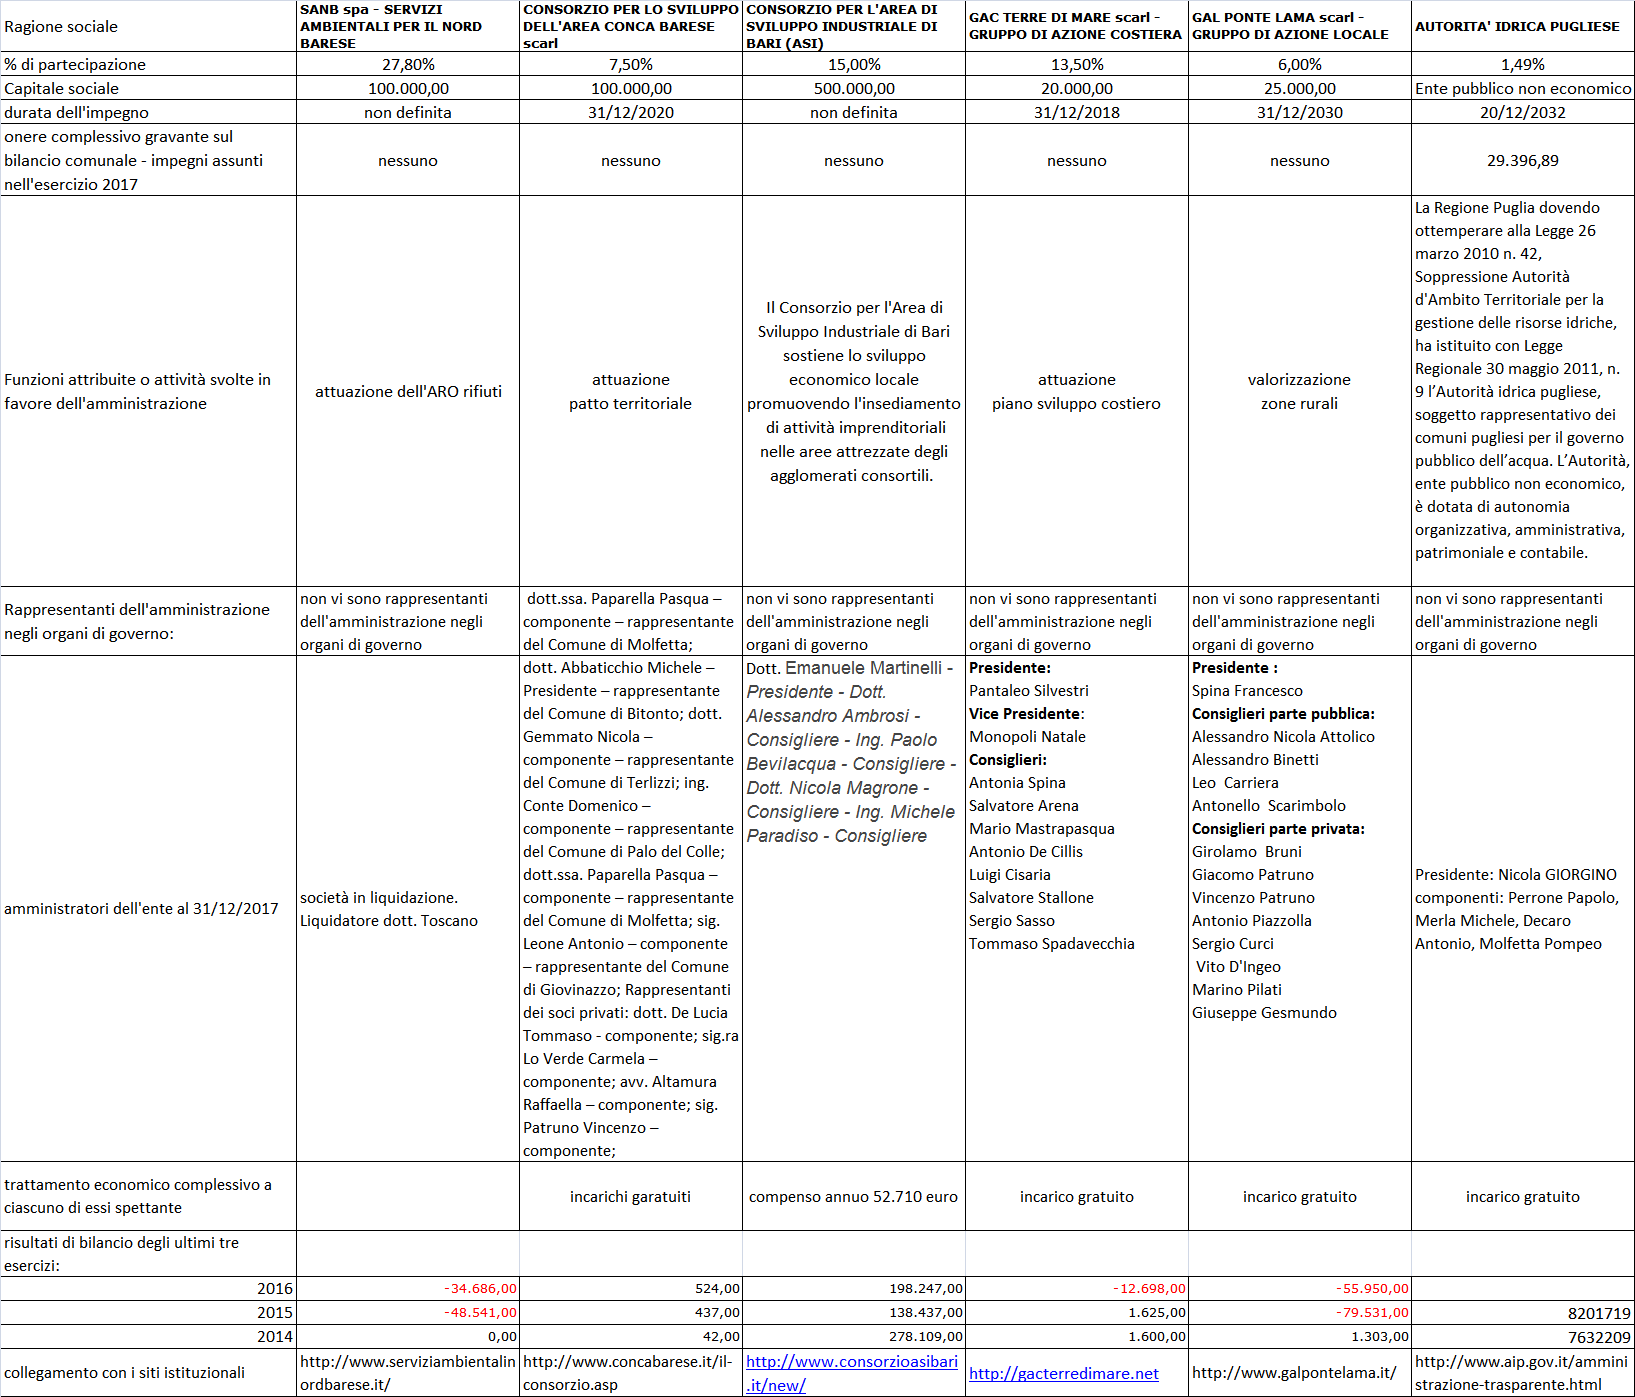 Ragione sociale
SANB spa - SERVIZI
AMBIENTALI PER IL NORD
BARESE
CONSORZIO PER LO SVILUPPO
DELL'AREA CONCA BARESE
scarl
CONSORZIO PER L'AREA DI
SVILUPPO INDUSTRIALE DI
BARI (ASI)
GAC TERRE DI MARE scarl -
GRUPPO DI AZIONE COSTIERA
GAL PONTE LAMA scarl -
GRUPPO DI AZIONE LOCALE
AUTORITA' IDRICA PUGLIESE
% di partecipazione
27,80%
7,50%
15,00%
13,50%
6,00%
1,49%
Capitale sociale
100.000,00
100.000,00
500.000,00
20.000,00
25.000,00
Ente pubblico non economico
durata dell'impegno
non definita
31/12/2020
non definita
31/12/2018
31/12/2030
20/12/2032
onere complessivo gravante sul
bilancio comunale - impegni assunti
nell'esercizio 2017
nessuno
nessuno
nessuno
nessuno
nessuno
29.396,89
Funzioni attribuite o attività svolte in
favore dell'amministrazione
attuazione dell'ARO rifiuti
attuazione
patto territoriale
Il Consorzio per l'Area di
Sviluppo Industriale di Bari
sostiene lo sviluppo
economico locale
promuovendo l'insediamento
di attività imprenditoriali
nelle aree attrezzate degli
agglomerati consortili.
attuazione
piano sviluppo costiero
valorizzazione
zone rurali
La Regione Puglia dovendo
ottemperare alla Legge 26
marzo 2010 n. 42,
Soppressione Autorità
d'Ambito Territoriale per la
gestione delle risorse idriche,
ha istituito con Legge
Regionale 30 maggio 2011, n.
9 l’Autorità idrica pugliese,
soggetto rappresentativo dei
comuni pugliesi per il governo
pubblico dell’acqua. L’Autorità,
ente pubblico non economico,
è dotata di autonomia
organizzativa, amministrativa,
patrimoniale e contabile.
Rappresentanti dell'amministrazione
negli organi di governo:
non vi sono rappresentanti
dell'amministrazione negli
organi di governo
dott.ssa. Paparella Pasqua –
componente – rappresentante
del Comune di Molfetta;
non vi sono rappresentanti
dell'amministrazione negli
organi di governo
non vi sono rappresentanti
dell'amministrazione negli
organi di governo
non vi sono rappresentanti
dell'amministrazione negli
organi di governo
non vi sono rappresentanti
dell'amministrazione negli
organi di governo
amministratori dell'ente al 31/12/2017
società in liquidazione.
Liquidatore dott. Toscano
dott. Abbaticchio Michele –
Presidente – rappresentante
del Comune di Bitonto; dott.
Gemmato Nicola –
componente – rappresentante
del Comune di Terlizzi; ing.
Conte Domenico –
componente – rappresentante
del Comune di Palo del Colle;
dott.ssa. Paparella Pasqua –
componente – rappresentante
del Comune di Molfetta; sig.
Leone Antonio – componente
– rappresentante del Comune
di Giovinazzo; Rappresentanti
dei soci privati: dott. De Lucia
Tommaso - componente; sig.ra
Lo Verde Carmela –
componente; avv. Altamura
Raffaella – componente; sig.
Patruno Vincenzo –
componente;
Dott. Emanuele Martinelli -
Presidente - Dott.
Alessandro Ambrosi -
Consigliere - Ing. Paolo
Bevilacqua - Consigliere -
Dott. Nicola Magrone -
Consigliere - Ing. Michele
Paradiso - Consigliere
Presidente:
Pantaleo Silvestri
Vice Presidente:
Monopoli Natale
Consiglieri:
Antonia Spina
Salvatore Arena
Mario Mastrapasqua
Antonio De Cillis
Luigi Cisaria
Salvatore Stallone
Sergio Sasso
Tommaso Spadavecchia
Presidente :
Spina Francesco
Consiglieri parte pubblica:
Alessandro Nicola Attolico
Alessandro Binetti
Leo Carriera
Antonello Scarimbolo
Consiglieri parte privata:
Girolamo Bruni
Giacomo Patruno
Vincenzo Patruno
Antonio Piazzolla
Sergio Curci
Vito D'Ingeo
Marino Pilati
Giuseppe Gesmundo
Presidente: Nicola GIORGINO
componenti: Perrone Papolo,
Merla Michele, Decaro
Antonio, Molfetta Pompeo
trattamento economico complessivo a
ciascuno di essi spettante
incarichi garatuiti
compenso annuo 52.710 euro
incarico gratuito
incarico gratuito
incarico gratuito
risultati di bilancio degli ultimi tre
esercizi:
2016
-34.686,00
524,00
198.247,00
-12.698,00
-55.950,00
2015
-48.541,00
437,00
138.437,00
1.625,00
-79.531,00
8201719
2014
0,00
42,00
278.109,00
1.600,00
1.303,00
7632209
collegamento con i siti istituzionali
http://www.serviziambientalin
ordbarese.it/
http://www.concabarese.it/il-
consorzio.asp
http://www.consorzioasibari
.it/new/
http://gacterredimare.net
http://www.galpontelama.it/
http://www.aip.gov.it/ammini
strazione-trasparente.html